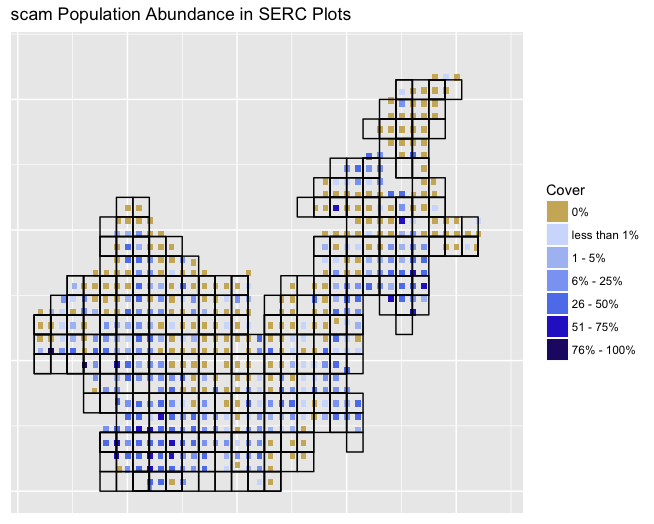 scam Population Abundance in SERC Plots
Cover
0%
less than 1%
1 - 5%
6% - 25%
26 - 50%
51 - 75%
76% - 100%